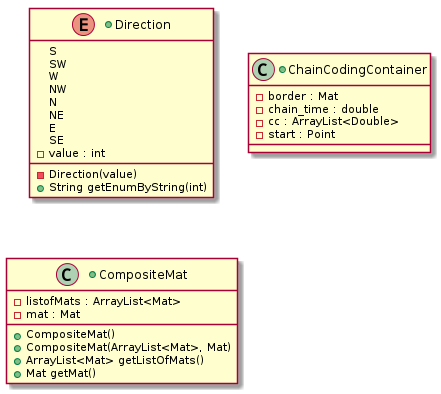 E Direction
S
SW
W
NW
N
NE
E
SE
value : int
Direction(value)
String getEnumByString(int)
C ChainCodingContainer
border : Mat
chain_time : double
cc : ArrayList<Double>
start : Point
C CompositeMat
listofMats : ArrayList<Mat>
mat : Mat
CompositeMat()
CompositeMat(ArrayList<Mat>, Mat)
ArrayList<Mat> getListOfMats()
Mat getMat()